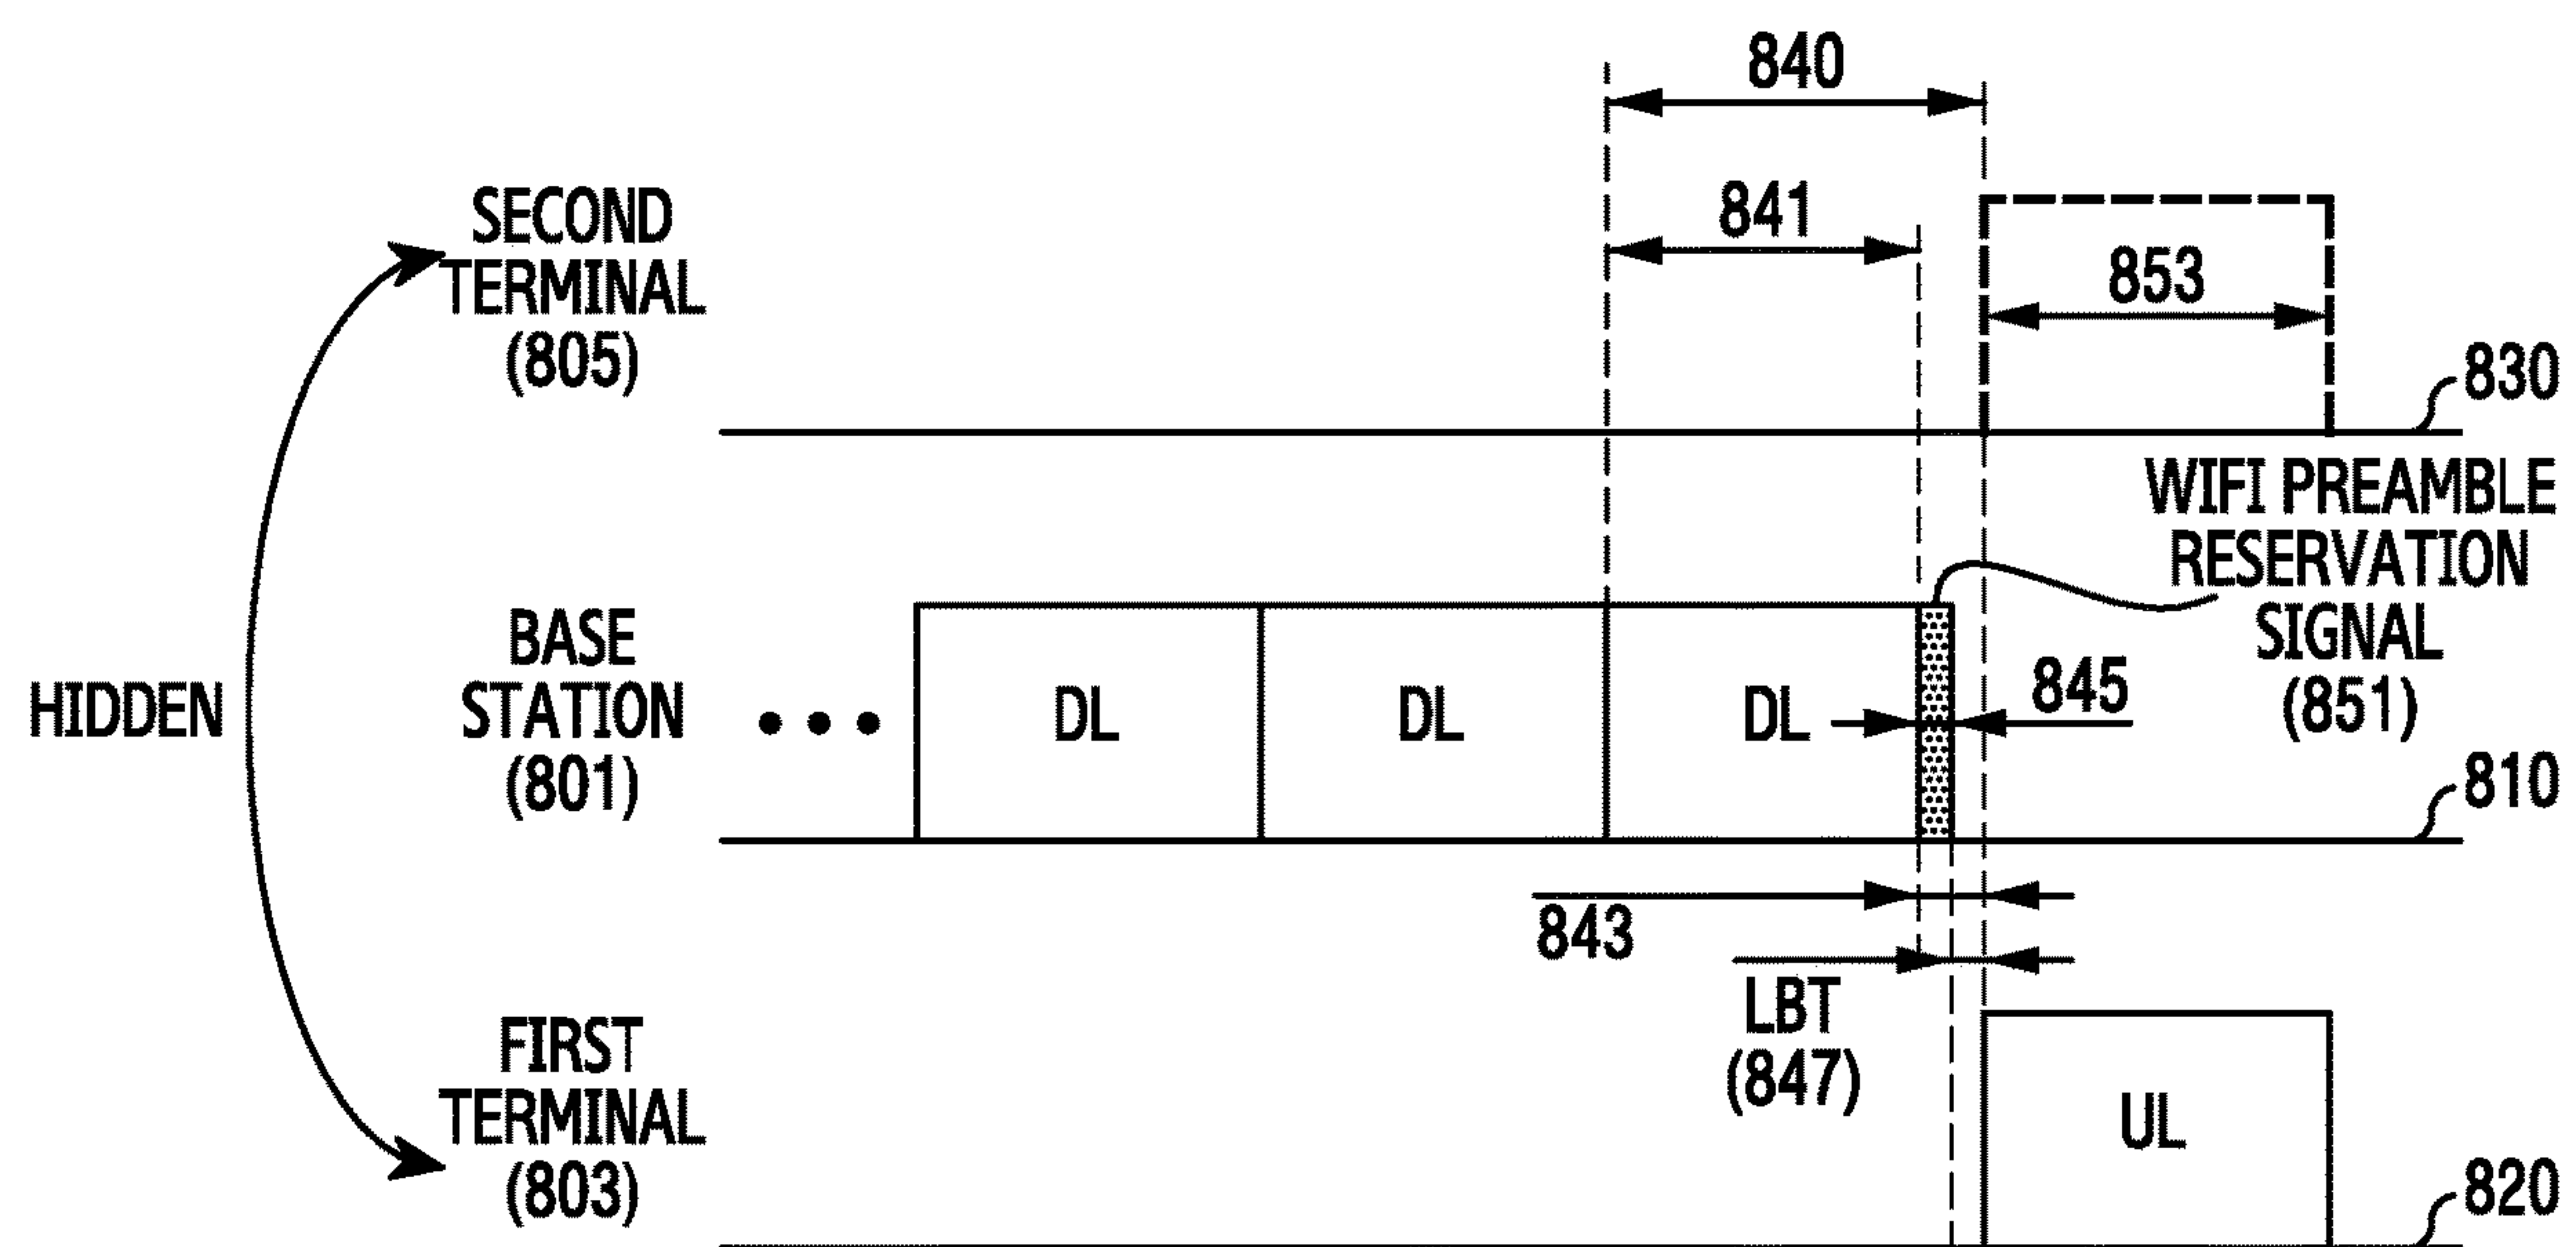 840
841
SECOND
TERMINAL
(805)
853
830
WIFI PREAMBLE
RESERVATION
SIGNAL
(851)
HIDDEN
BASE
STATION
(801)
DL
DL
DL
845
810
843
LBT
(847)
FIRST
TERMINAL
(803)
UL
820